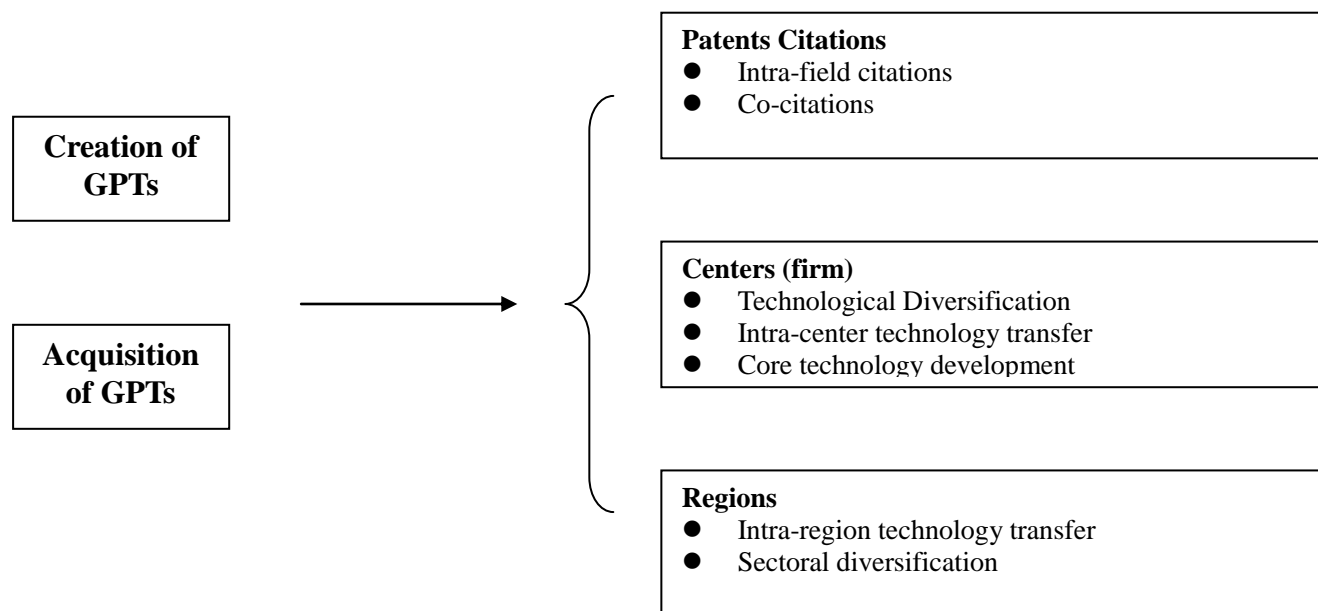 Creation of
GPTs
Acquisition
of GPTs
Patents Citations
● Intra-field citations
● Co-citations
Centers (firm)
● Technological Diversification
● Intra-center technology transfer
● Core technology development
Regions
● Intra-region technology transfer
● Sectoral diversification